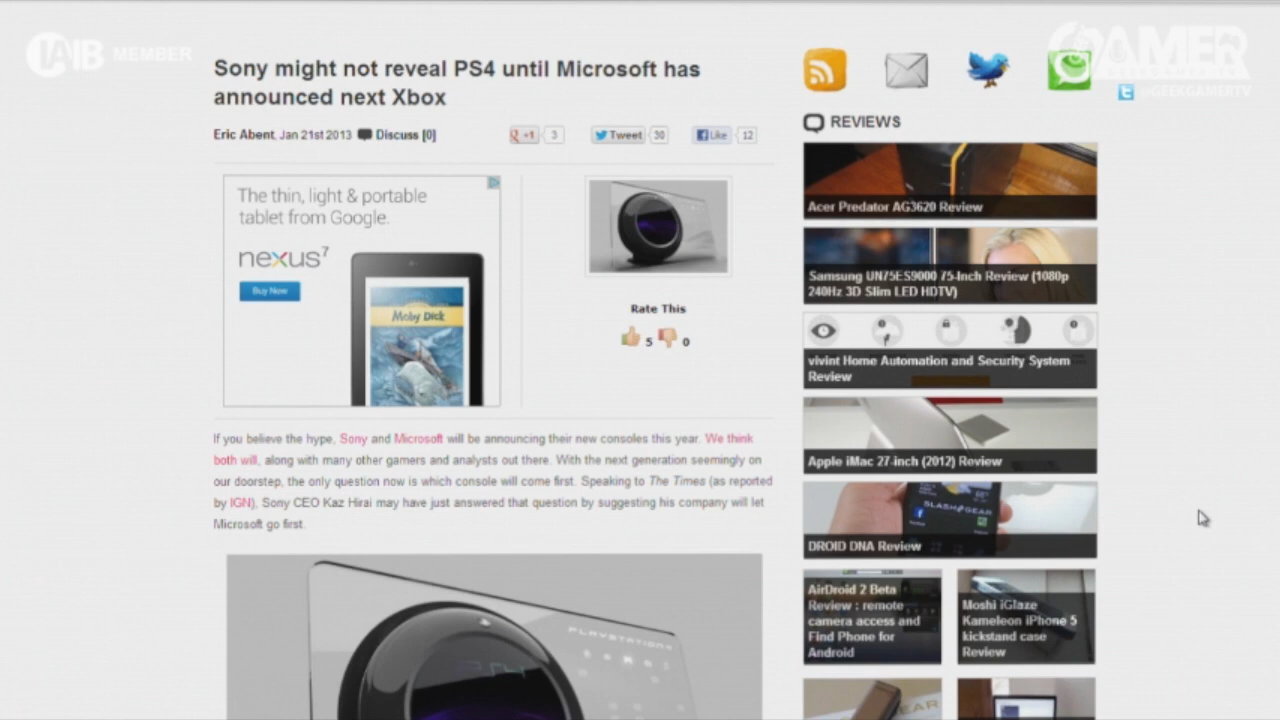 IAIB MEMBER
GAMER
@GEEKGAMERTV
Sony might not reveal PS4 until Microsoft has
announced next Xbox
Eric Abent, Jan 21st 2013 Discuss [0]
+1 3
Tweet 30
Like 12
The thin, light & portable
tablet from Google.
nexus 7
Buy Now
Moby Dick
Rate This
5 0
If you believe the hype, Sony and Microsoft will be announcing their new consoles this year. We think
both will, along with many other gamers and analysts out there. With the next generation seemingly on
our doorstep, the only question now is which console will come first. Speaking to The Times (as reported
by IGN), Sony CEO Kaz Hirai may have just answered that question by suggesting his company will let
Microsoft go first.
PLAYSTATION4
REVIEWS
Acer Predator AG3620 Review
Samsung UN75ES9000 75-Inch Review (1080p
240Hz 3D Slim LED HDTV)
vivint Home Automation and Security System
Review
Apple iMac 27-inch (2012) Review
SLASHGEAR
DROID DNA Review
AirDroid 2 Beta
Review : remote
camera access and
Find Phone for
Android
Moshi iGlaze
Kameleon iPhone 5
kickstand case
Review